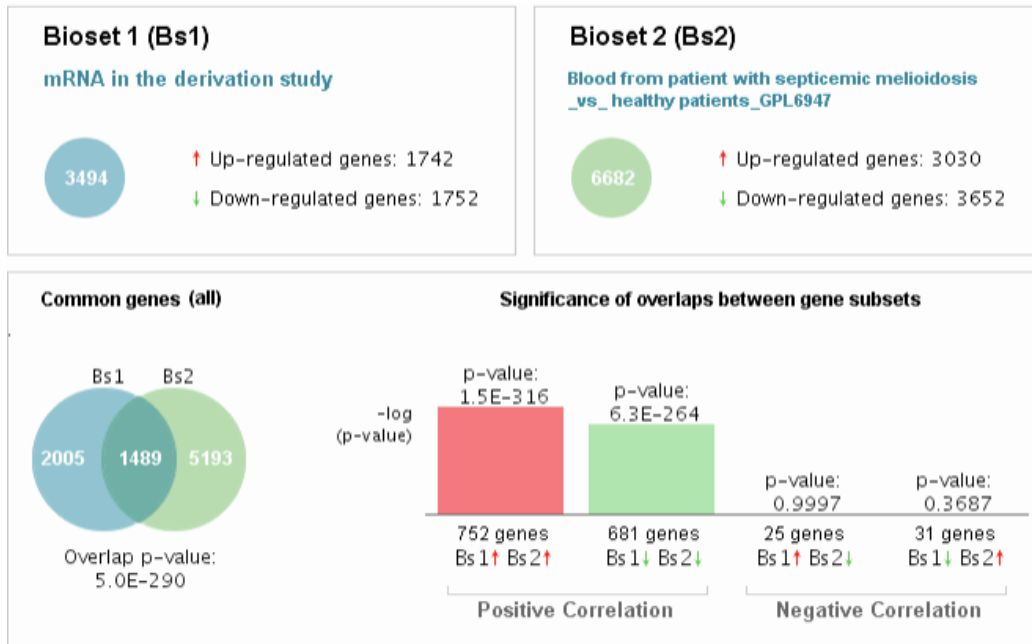 Bioset 1 (Bs1)
mRNA in the derivation study
3494
↑ Up-regulated genes: 1742
↓ Down-regulated genes: 1752
Bioset 2 (Bs2)
Blood from patient with septicemic melioidosis
_vs_ healthy patients_GPL6947
6682
↑ Up-regulated genes: 3030
↓ Down-regulated genes: 3652
Common genes (all)
Bs1 Bs2
2005 1489 5193
Overlap p-value:
5.0E-290
Significance of overlaps between gene subsets
-log
(p-value)
p-value:
1.5E-316
p-value:
6.3E-264
p-value:
0.9997
p-value:
0.3687
752 genes
Bs1↑ Bs2↑
681 genes
Bs1↓ Bs2↓
25 genes
Bs1↑ Bs2↓
31 genes
Bs1↓ Bs2↑
Positive Correlation
Negative Correlation